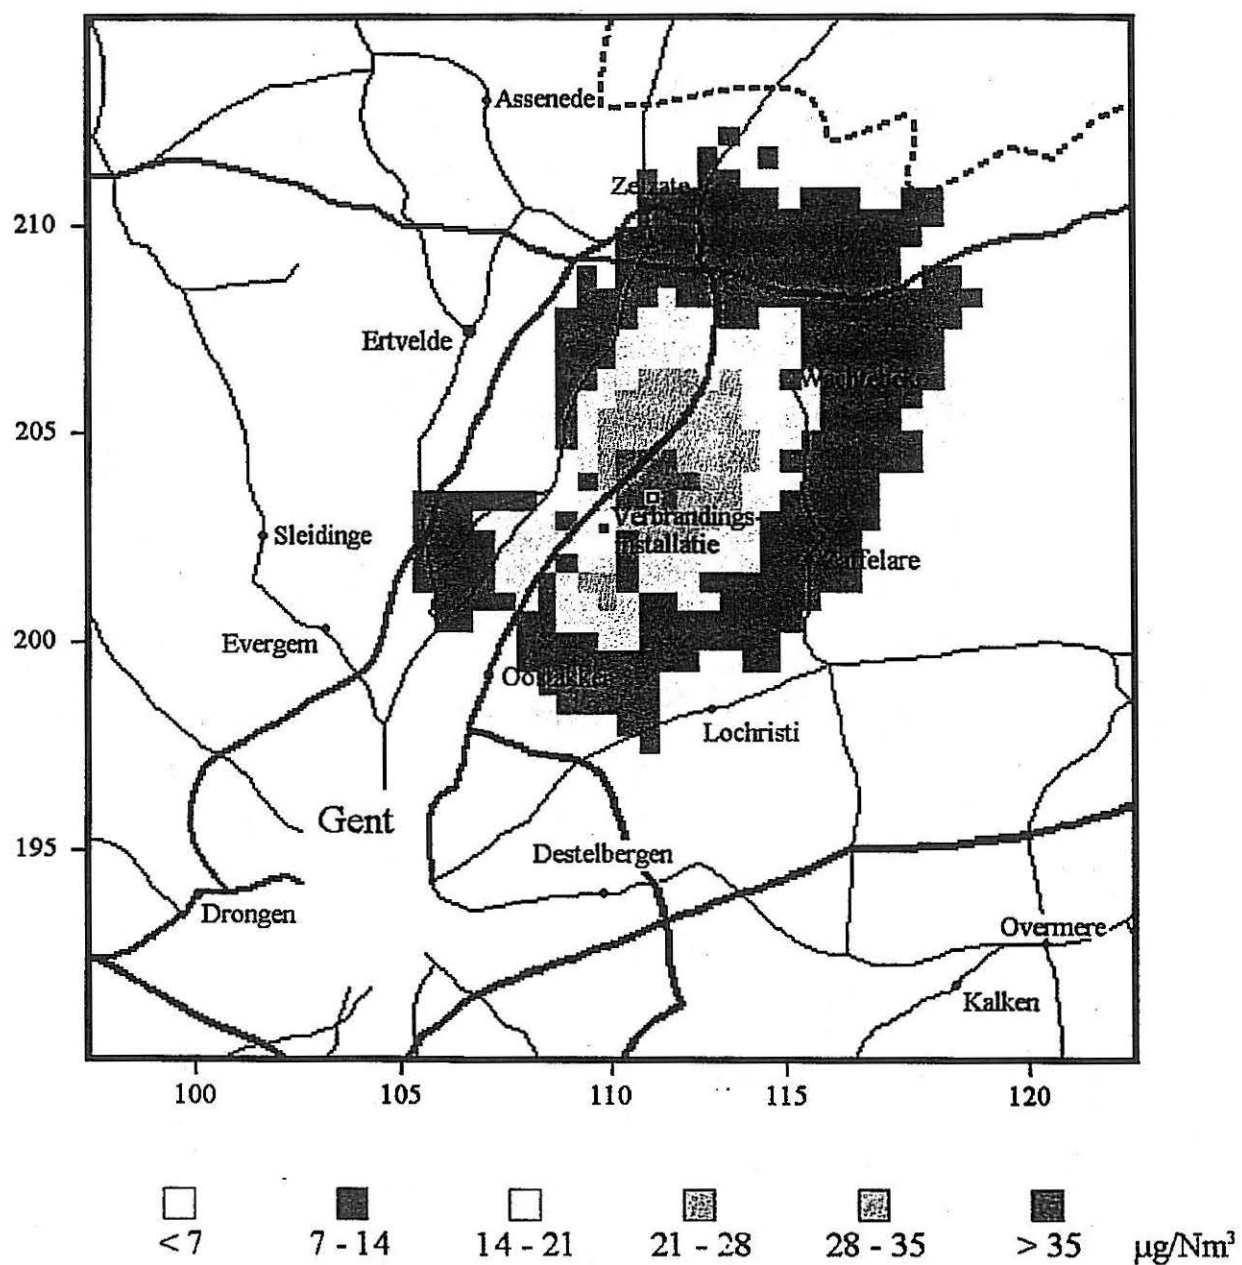 Assenede
Zelzate
210
Ertvelde
Wachtebeke
205
Verbrandings-
installatie
Sleidinge
Zaffelare
200
Evergem
Oostakker
Lochristi
Gent
195
Destelbergen
Drongen
Overmere
Kalken
100 105 110 115 120
<7 7 - 14 14 - 21 21 - 28 28 - 35 > 35 µg/Nm³